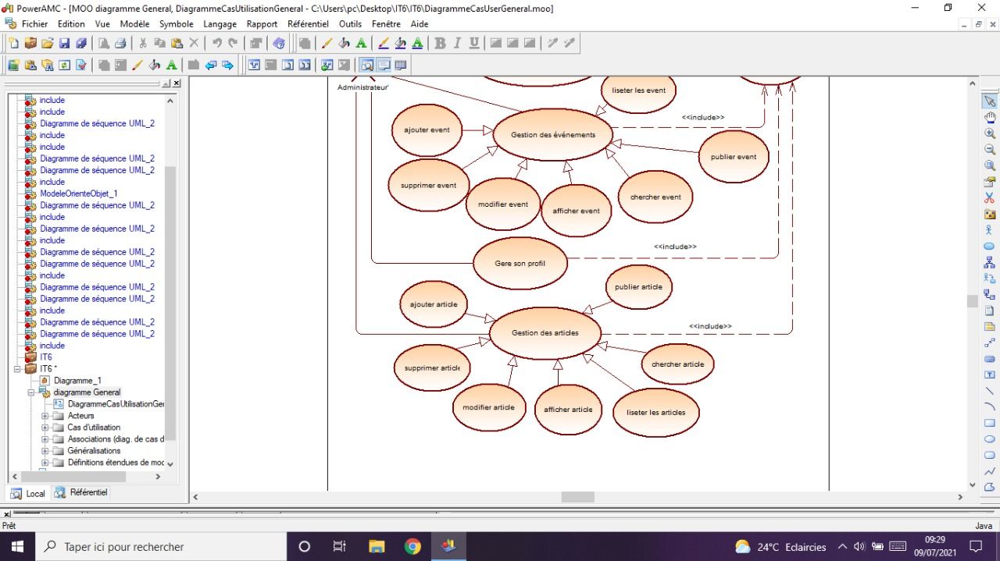 PowerAMC - [MOO diagramme General, DiagrammeCasUtilisationGeneral - C:\Users\pc\Desktop\IT6\IT6\DiagrammeCasUserGeneral.moo]
Fichier Edition Vue Modèle Symbole Langage Rapport Référentiel Outils Fenêtre Aide
include
include
Diagramme de séquence UML_2
include
include
Diagramme de séquence UML_2
Diagramme de séquence UML_2
include
ModeleOrienteObjet_1
Diagramme de séquence UML_2
include
Diagramme de séquence UML_2
include
Diagramme de séquence UML_2
Diagramme de séquence UML_2
include
Diagramme de séquence UML_2
Diagramme de séquence UML_2
include
Diagramme de séquence UML_2
Diagramme de séquence UML_2
include
IT6
IT6 *
Diagramme_1
diagramme General
DiagrammeCasUtilisationGe
Acteurs
Cas d'utilisation
Associations (diag. de cas d
Généralisations
Définitions étendues de moc
Local Référentiel
Administrateur'
liseter les event
<<include>>
ajouter event
Gestion des événements
publier event
supprimer event
modifier event
afficher event
chercher event
<<include>>
Gere son profil
publier article
ajouter article
<<include>>
Gestion des articles
supprimer article
chercher article
modifier article
afficher article
liseter les articles
Prêt
Java
Taper ici pour rechercher
24°C Eclaircies
09:29
09/07/2021